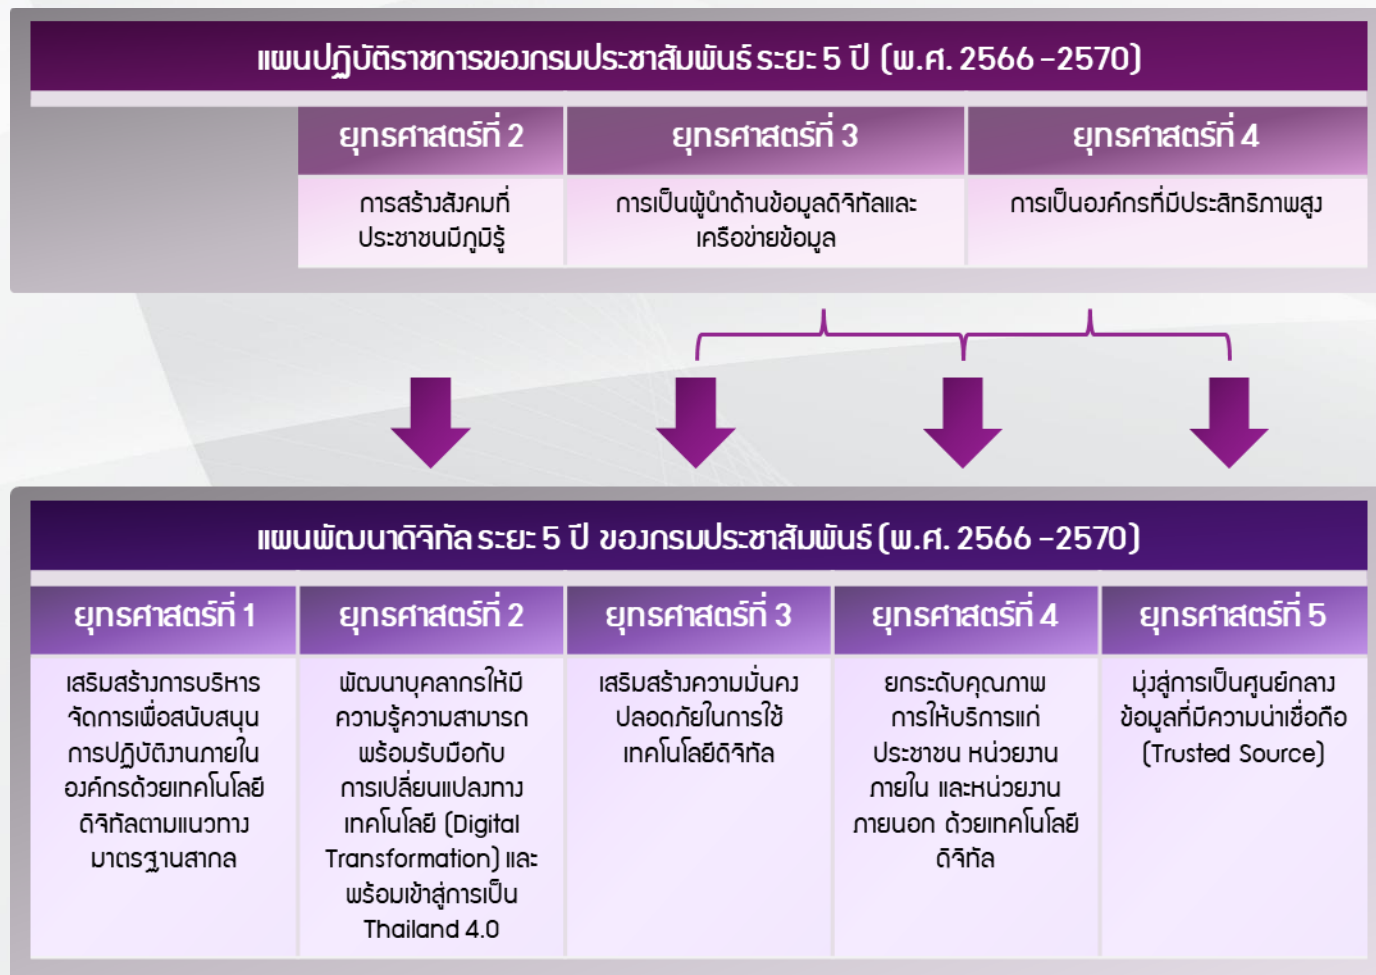 แผนปฏิบัติราชการของกรมประชาสัมพันธ์ ระยะ 5 ปี (พ.ศ. 2566 -2570)
ยุทธศาสตร์ที่ 2
ยุทธศาสตร์ที่ 3
ยุทธศาสตร์ที่ 4
การสร้างสังคมที่
ประชาชนมีภูมิรู้
การเป็นผู้นำด้านข้อมูลดิจิทัลและ
เครือข่ายข้อมูล
การเป็นองค์กรที่มีประสิทธิภาพสูง
แผนพัฒนาดิจิทัล ระยะ 5 ปี ของกรมประชาสัมพันธ์ (พ.ศ. 2566 -2570)
ยุทธศาสตร์ที่ 1
ยุทธศาสตร์ที่ 2
ยุทธศาสตร์ที่ 3
ยุทธศาสตร์ที่ 4
ยุทธศาสตร์ที่ 5
เสริมสร้างการบริหาร
จัดการเพื่อสนับสนุน
การปฏิบัติงานภายใน
องค์กรด้วยเทคโนโลยี
ดิจิทัลตามแนวทาง
มาตรฐานสากล
พัฒนาบุคลากรให้มี
ความรู้ความสามารถ
พร้อมรับมือกับ
การเปลี่ยนแปลงทาง
เทคโนโลยี (Digital
Transformation) และ
พร้อมเข้าสู่การเป็น
Thailand 4.0
เสริมสร้างความมั่นคง
ปลอดภัยในการใช้
เทคโนโลยีดิจิทัล
ยกระดับคุณภาพ
การให้บริการแก่
ประชาชน หน่วยงาน
ภายใน และหน่วยงาน
ภายนอก ด้วยเทคโนโลยี
ดิจิทัล
มุ่งสู่การเป็นศูนย์กลาง
ข้อมูลที่มีความน่าเชื่อถือ
(Trusted Source)